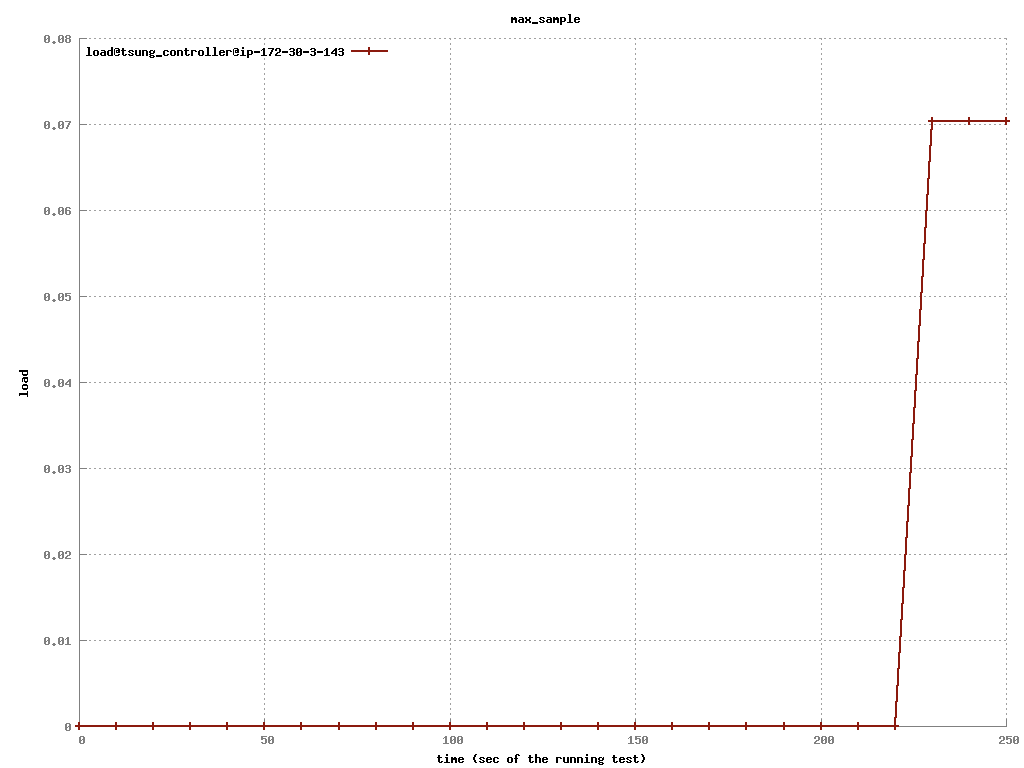 max_sample
load@tsung_controller@ip-172-30-3-143
0.08
0.07
0.06
0.05
0.04
0.03
0.02
0.01
0
load
0 50 100 150 200 250
time (sec of the running test)